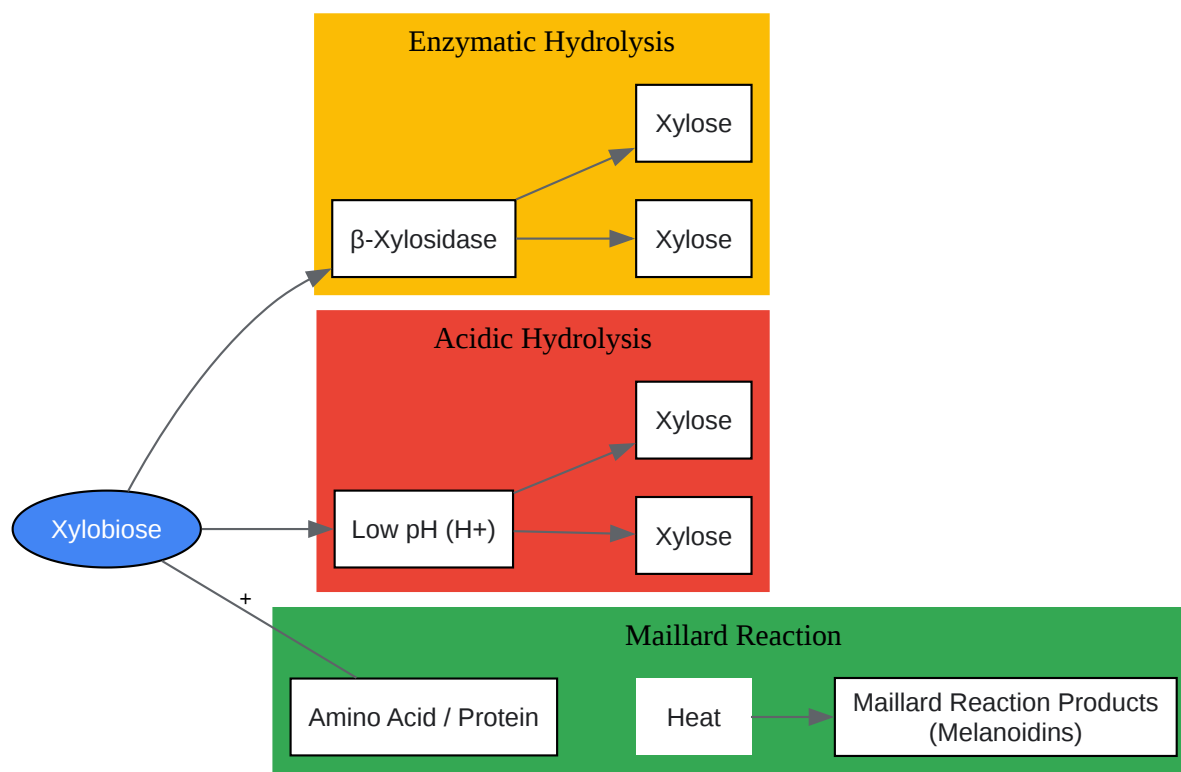 Enzymatic Hydrolysis
Xylose
β-Xylosidase
Xylose
Acidic Hydrolysis
Xylose
Xylobiose
Low pH (H+)
Xylose
+
Maillard Reaction
Amino Acid / Protein
Heat
Maillard Reaction Products
(Melanoidins)